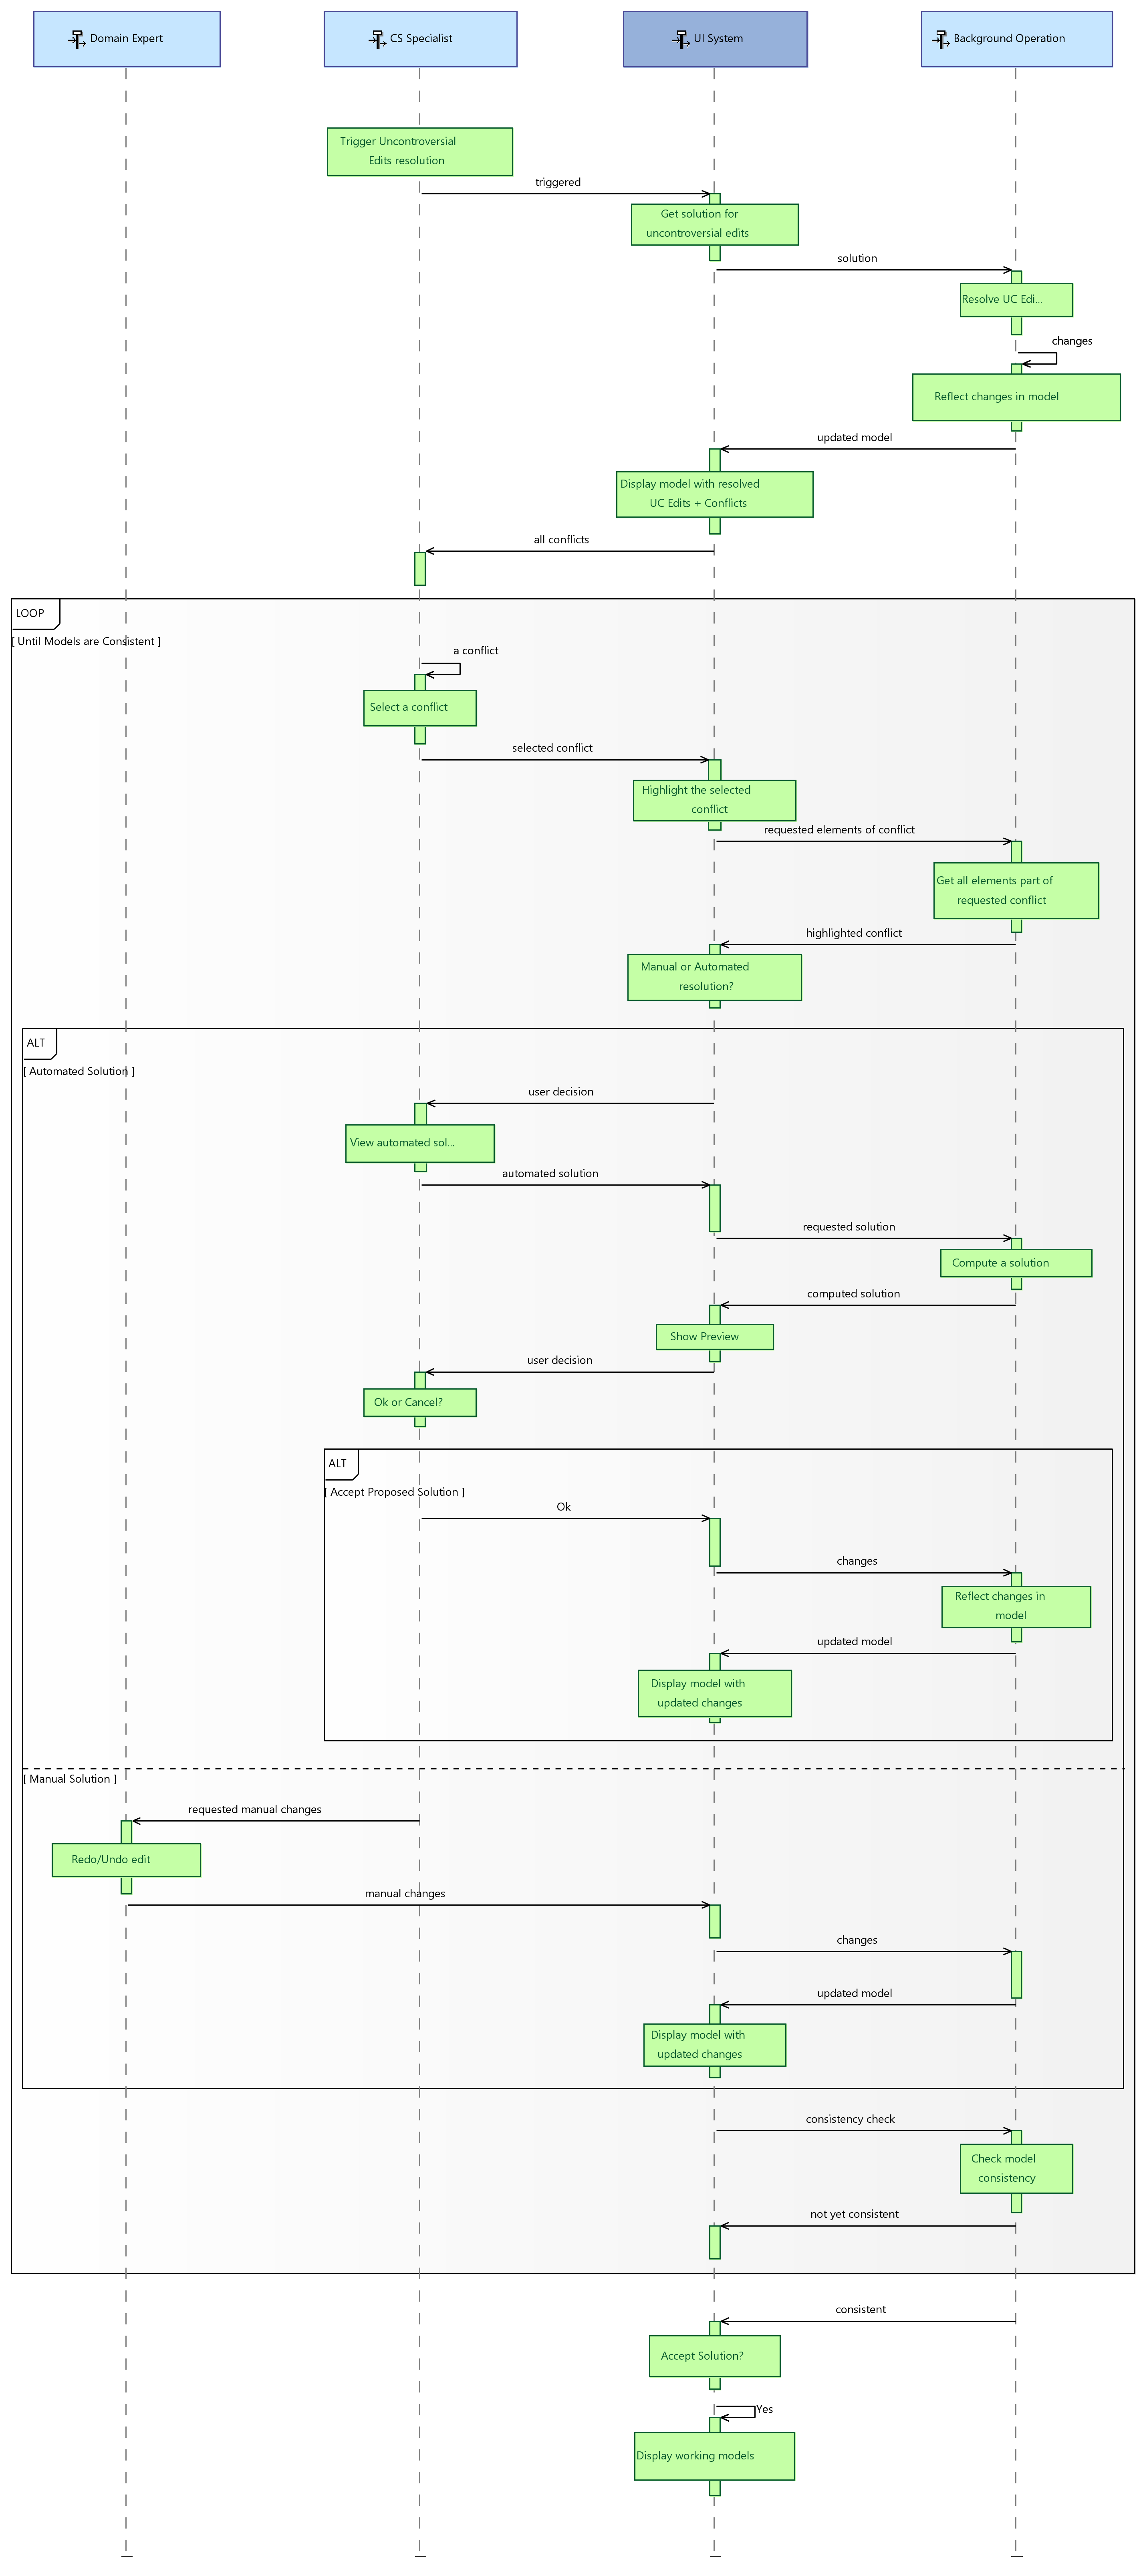 Domain Expert
CS Specialist
UI System
Background Operation
Trigger Uncontroversial
Edits resolution
triggered
Get solution for
uncontroversial edits
solution
Resolve UC Edi...
changes
Reflect changes in model
updated model
Display model with resolved
UC Edits + Conflicts
all conflicts
LOOP
[ Until Models are Consistent ]
a conflict
Select a conflict
selected conflict
Highlight the selected
conflict
requested elements of conflict
Get all elements part of
requested conflict
highlighted conflict
Manual or Automated
resolution?
ALT
[ Automated Solution ]
user decision
View automated sol...
automated solution
requested solution
Compute a solution
computed solution
Show Preview
user decision
Ok or Cancel?
ALT
[ Accept Proposed Solution ]
Ok
changes
Reflect changes in
model
updated model
Display model with
updated changes
[ Manual Solution ]
requested manual changes
Redo/Undo edit
manual changes
changes
updated model
Display model with
updated changes
consistency check
Check model
consistency
not yet consistent
consistent
Accept Solution?
Yes
Display working models